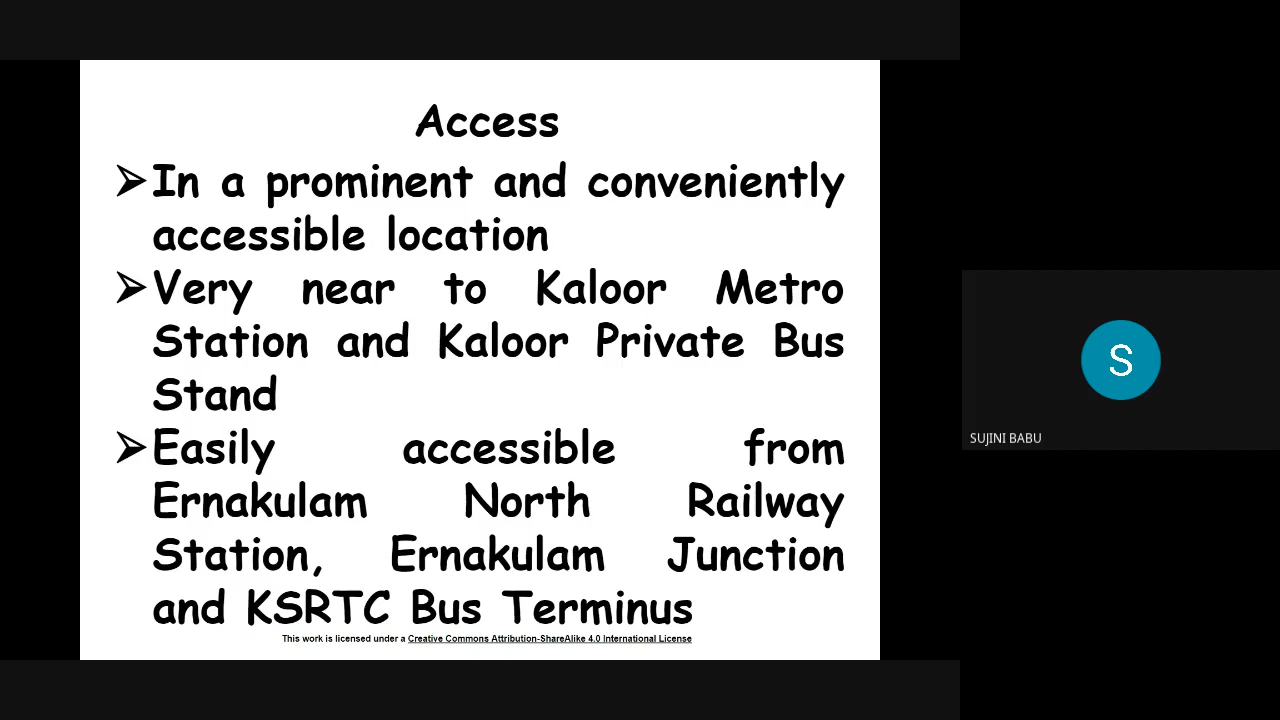 Access
➢In a prominent and conveniently
accessible location
➢Very near to Kaloor Metro
Station and Kaloor Private Bus
Stand
➢Easily accessible from
Ernakulam North Railway
Station, Ernakulam Junction
and KSRTC Bus Terminus
This work is licensed under a Creative Commons Attribution-ShareAlike 4.0 International License
S
SUJINI BABU